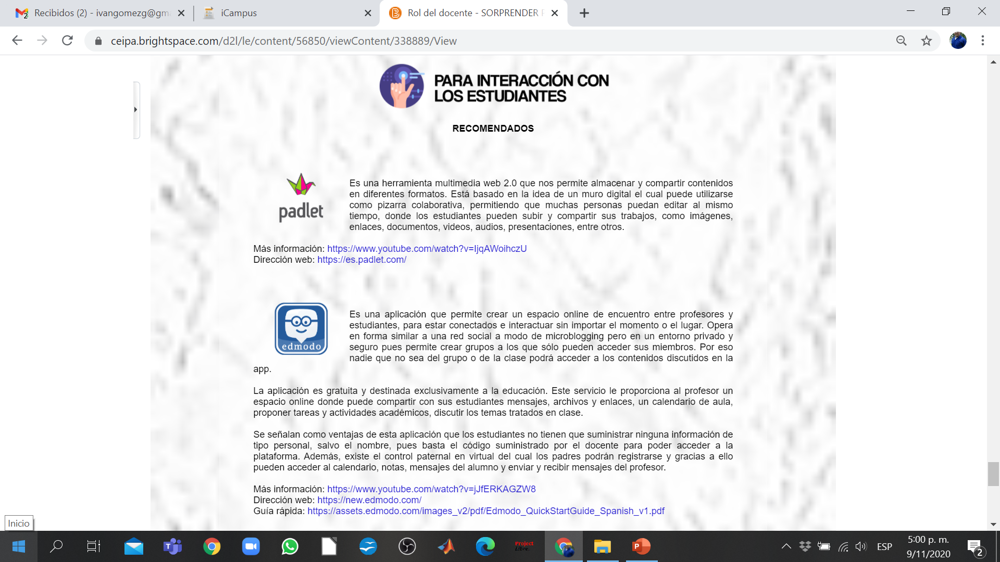 Recibidos (2) - ivangomezg@gm
iCampus
Rol del docente - SORPRENDER
ceipa.brightspace.com/d2l/le/content/56850/viewContent/338889/View
PARA INTERACCIÓN CON
LOS ESTUDIANTES
RECOMENDADOS
padlet
Es una herramienta multimedia web 2.0 que nos permite almacenar y compartir contenidos
en diferentes formatos. Está basado en la idea de un muro digital el cual puede utilizarse
como pizarra colaborativa, permitiendo que muchas personas puedan editar al mismo
tiempo, donde los estudiantes pueden subir y compartir sus trabajos, como imágenes,
enlaces, documentos, videos, audios, presentaciones, entre otros.
Más información: https://www.youtube.com/watch?v=IjqAWoihczU
Dirección web: https://es.padlet.com/
edmodo
Es una aplicación que permite crear un espacio online de encuentro entre profesores y
estudiantes, para estar conectados e interactuar sin importar el momento o el lugar. Opera
en forma similar a una red social a modo de microblogging pero en un entorno privado y
seguro pues permite crear grupos a los que sólo pueden acceder sus miembros. Por eso
nadie que no sea del grupo o de la clase podrá acceder a los contenidos discutidos en la
app.
La aplicación es gratuita y destinada exclusivamente a la educación. Este servicio le proporciona al profesor un
espacio online donde puede compartir con sus estudiantes mensajes, archivos y enlaces, un calendario de aula,
proponer tareas y actividades académicos, discutir los temas tratados en clase.
Se señalan como ventajas de esta aplicación que los estudiantes no tienen que suministrar ninguna información de
tipo personal, salvo el nombre, pues basta el código suministrado por el docente para poder acceder a la
plataforma. Además, existe el control paternal en virtual del cual los padres podrán registrarse y gracias a ello
pueden acceder al calendario, notas, mensajes del alumno y enviar y recibir mensajes del profesor.
Más información: https://www.youtube.com/watch?v=jJfERKAGZW8
Dirección web: https://new.edmodo.com/
Guía rápida: https://assets.edmodo.com/images_v2/pdf/Edmodo_QuickStartGuide_Spanish_v1.pdf
Inicio
Project
Libre.
ESP
5:00 p. m.
9/11/2020
2